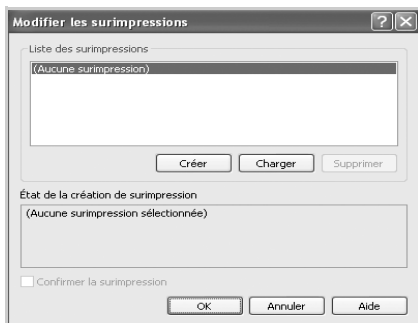 Modifier les surimpressions
Liste des surimpressions
(Aucune surimpression)
Créer Charger Supprimer
État de la création de surimpression
(Aucune surimpression sélectionnée)
Confirmer la surimpression
OK Annuler Aide